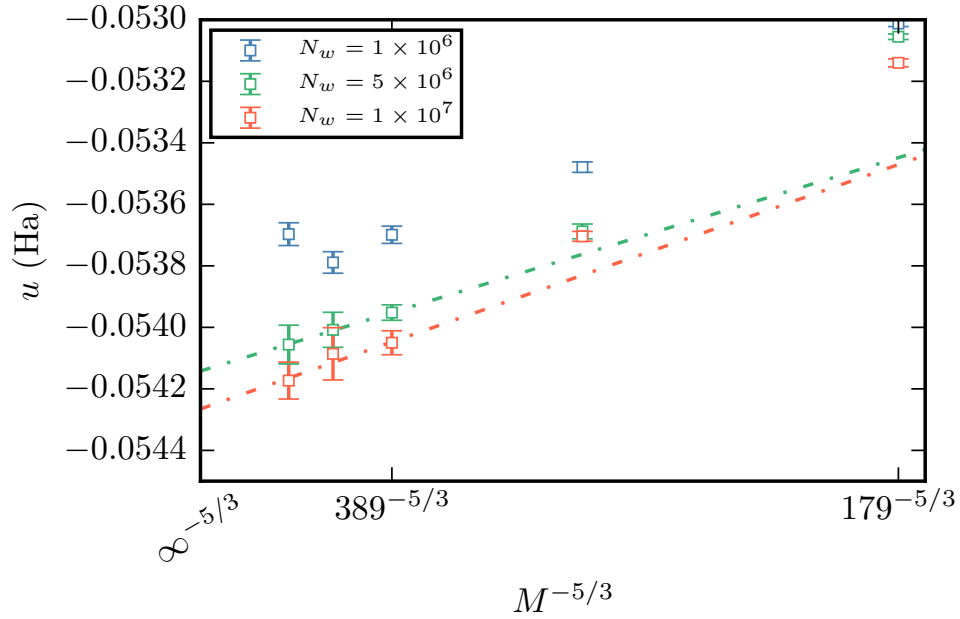 −0.0530
−0.0532
−0.0534
−0.0536
−0.0538
−0.0540
−0.0542
−0.0544
u (Ha)
N_w = 1 × 10^6
N_w = 5 × 10^6
N_w = 1 × 10^7
∞^{−5/3}
389^{−5/3}
179^{−5/3}
M^{−5/3}